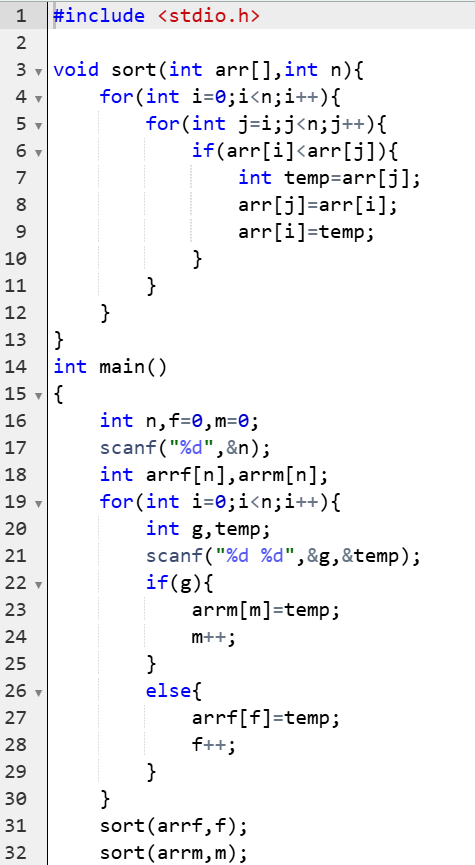 1 #include <stdio.h>
2
3 void sort(int arr[],int n){
4     for(int i=0;i<n;i++){
5         for(int j=i;j<n;j++){
6             if(arr[i]<arr[j]){
7                 int temp=arr[j];
8                 arr[j]=arr[i];
9                 arr[i]=temp;
10             }
11         }
12     }
13 }
14 int main()
15 {
16     int n,f=0,m=0;
17     scanf("%d",&n);
18     int arrf[n],arrm[n];
19     for(int i=0;i<n;i++){
20         int g,temp;
21         scanf("%d %d",&g,&temp);
22         if(g){
23             arrm[m]=temp;
24             m++;
25         }
26         else{
27             arrf[f]=temp;
28             f++;
29         }
30     }
31     sort(arrf,f);
32     sort(arrm,m);